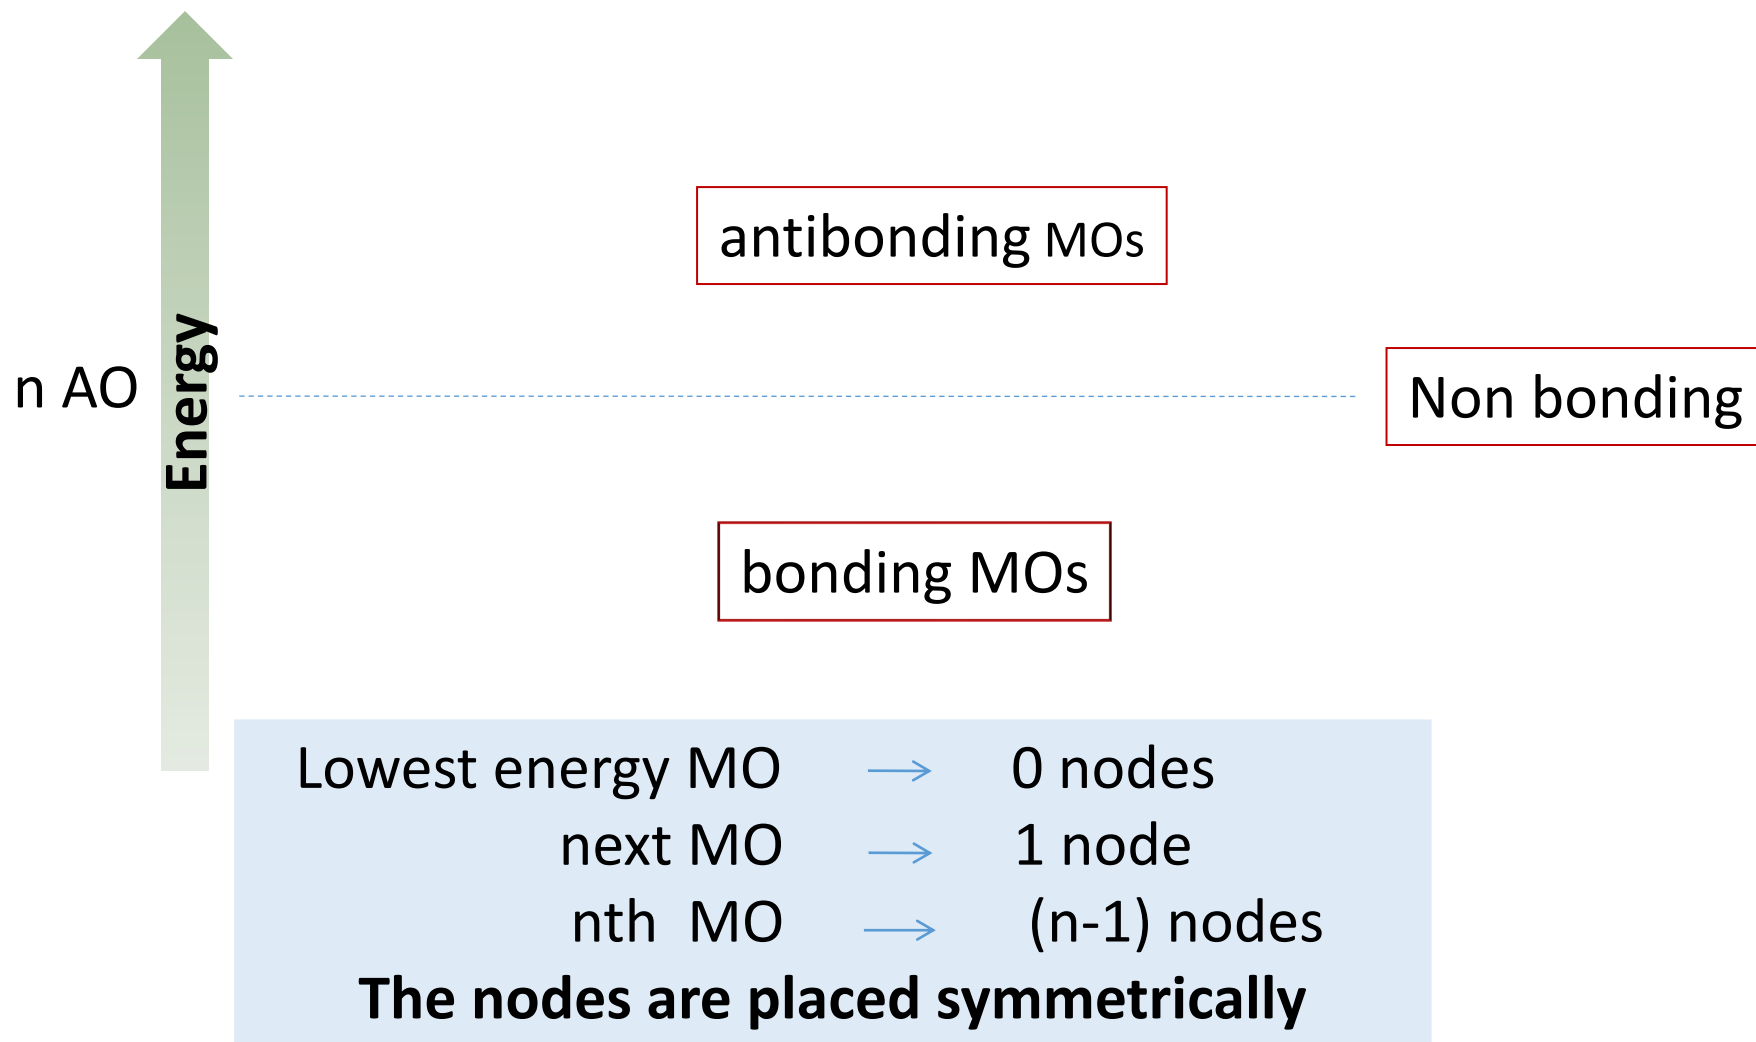 antibonding MOs
n AO
Energy
Non bonding
bonding MOs
Lowest energy MO → 0 nodes
next MO → 1 node
nth MO → (n-1) nodes
The nodes are placed symmetrically